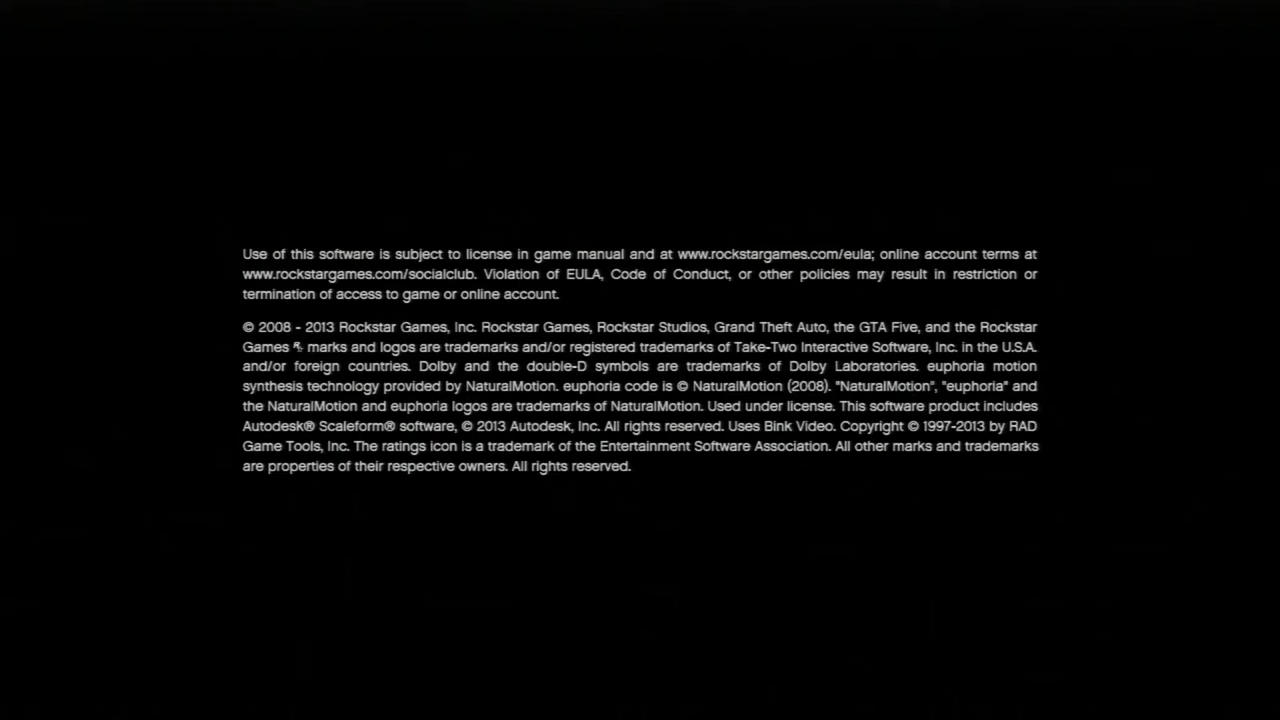 Use of this software is subject to license in game manual and at www.rockstargames.com/eula; online account terms at
www.rockstargames.com/socialclub. Violation of EULA, Code of Conduct, or other policies may result in restriction or
termination of access to game or online account.
© 2008 - 2013 Rockstar Games, Inc. Rockstar Games, Rockstar Studios, Grand Theft Auto, the GTA Five, and the Rockstar
Games R* marks and logos are trademarks and/or registered trademarks of Take-Two Interactive Software, Inc. in the U.S.A.
and/or foreign countries. Dolby and the double-D symbols are trademarks of Dolby Laboratories. euphoria motion
synthesis technology provided by NaturalMotion. euphoria code is © NaturalMotion (2008). "NaturalMotion", "euphoria" and
the NaturalMotion and euphoria logos are trademarks of NaturalMotion. Used under license. This software product includes
Autodesk® Scaleform® software, © 2013 Autodesk, Inc. All rights reserved. Uses Bink Video. Copyright © 1997-2013 by RAD
Game Tools, Inc. The ratings icon is a trademark of the Entertainment Software Association. All other marks and trademarks
are properties of their respective owners. All rights reserved.